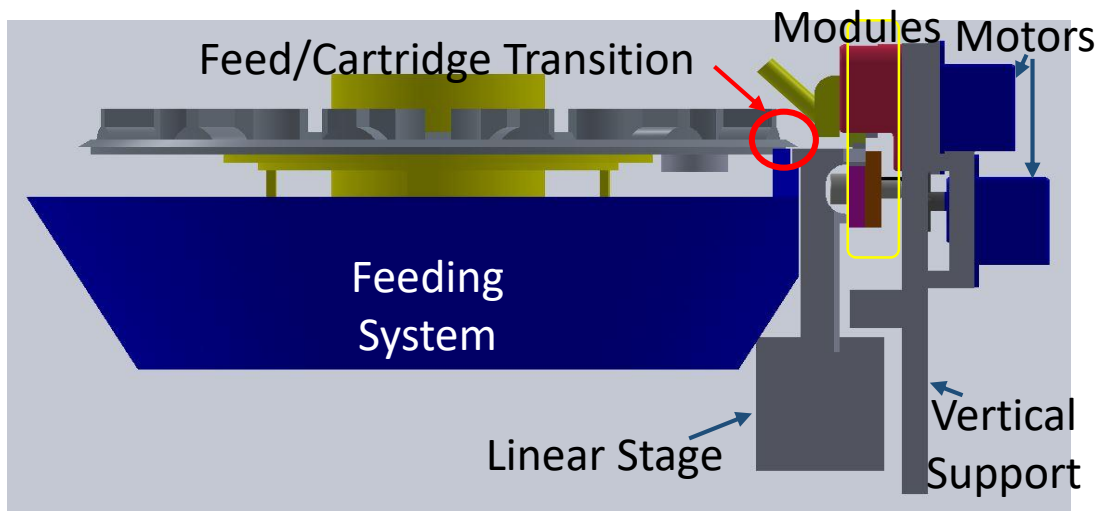 Modules
Motors
Feed/Cartridge Transition
Feeding
System
Linear Stage
Vertical
Support